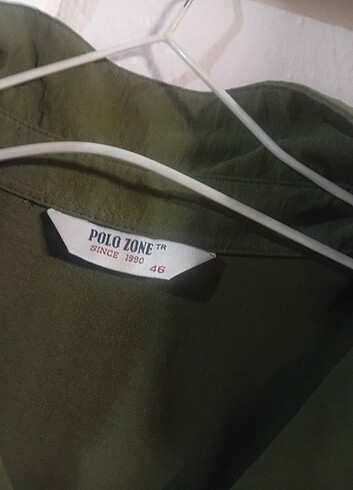 POLO ZONE TR
SINCE 1990
46